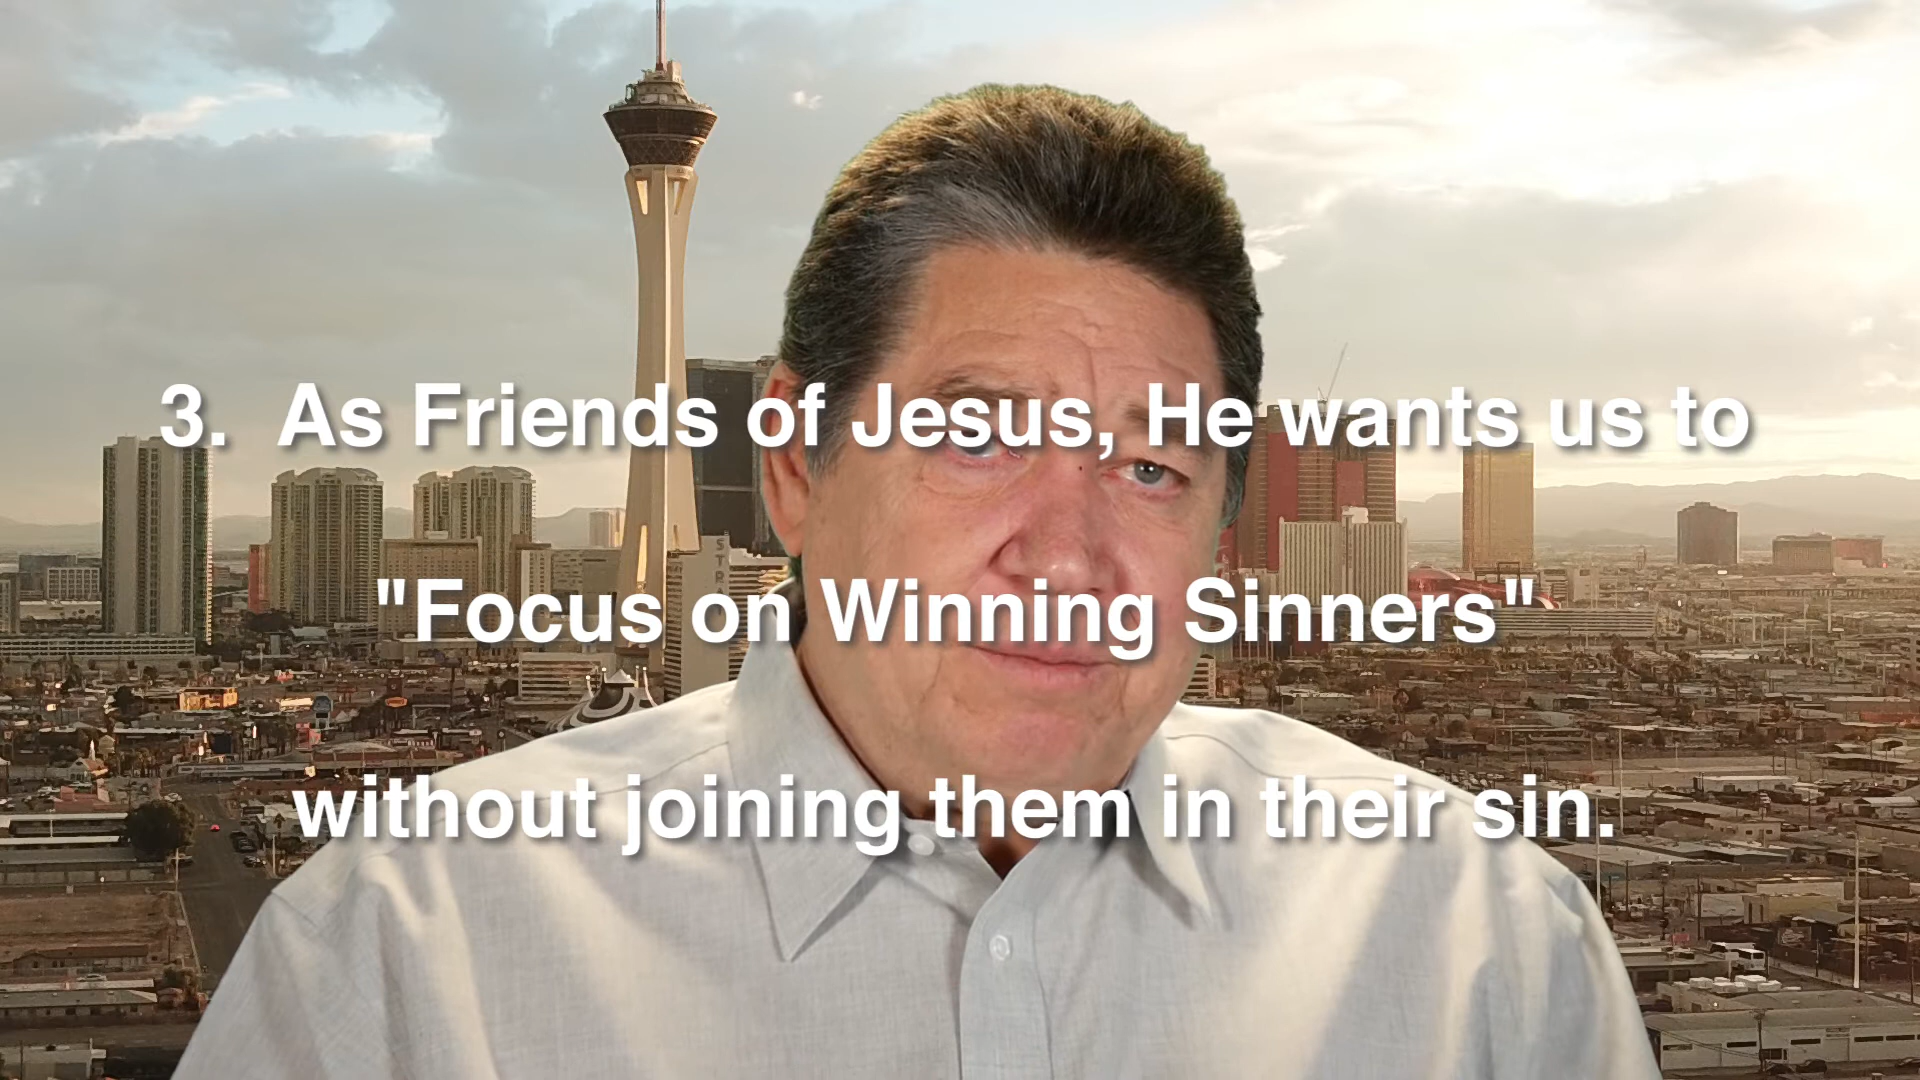 3. As Friends of Jesus, He wants us to
"Focus on Winning Sinners"
without joining them in their sin.
STRA